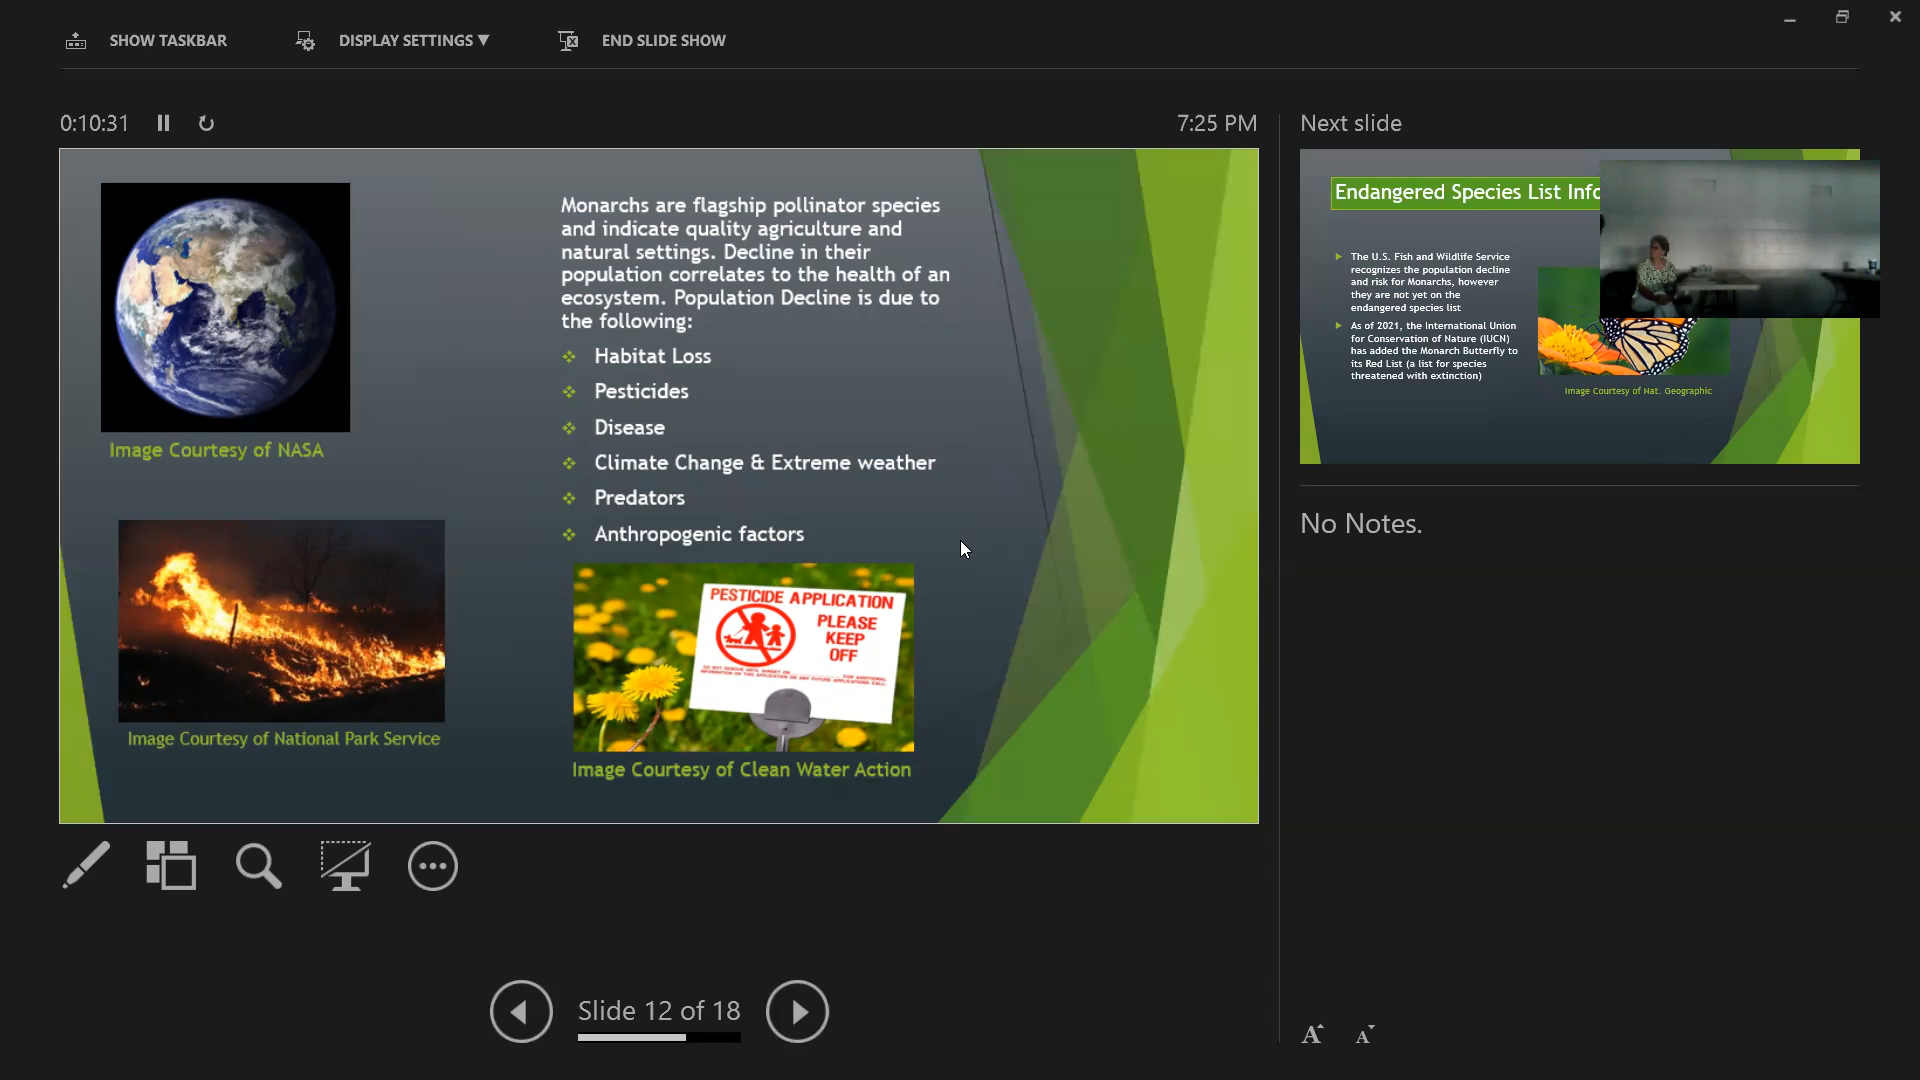 SHOW TASKBAR
DISPLAY SETTINGS ▼
END SLIDE SHOW
0:10:31
7:25 PM
Image Courtesy of NASA
Image Courtesy of National Park Service
Monarchs are flagship pollinator species
and indicate quality agriculture and
natural settings. Decline in their
population correlates to the health of an
ecosystem. Population Decline is due to
the following:
Habitat Loss
Pesticides
Disease
Climate Change & Extreme weather
Predators
Anthropogenic factors
PESTICIDE APPLICATION
PLEASE
KEEP
OFF
Image Courtesy of Clean Water Action
Slide 12 of 18
Next slide
Endangered Species List Info
The U.S. Fish and Wildlife Service
recognizes the population decline
and risk for Monarchs, however
they are not yet on the
endangered species list
As of 2021, the International Union
for Conservation of Nature (IUCN)
has added the Monarch Butterfly to
its Red List (a list for species
threatened with extinction)
Image Courtesy of Nat. Geographic
No Notes.
A A